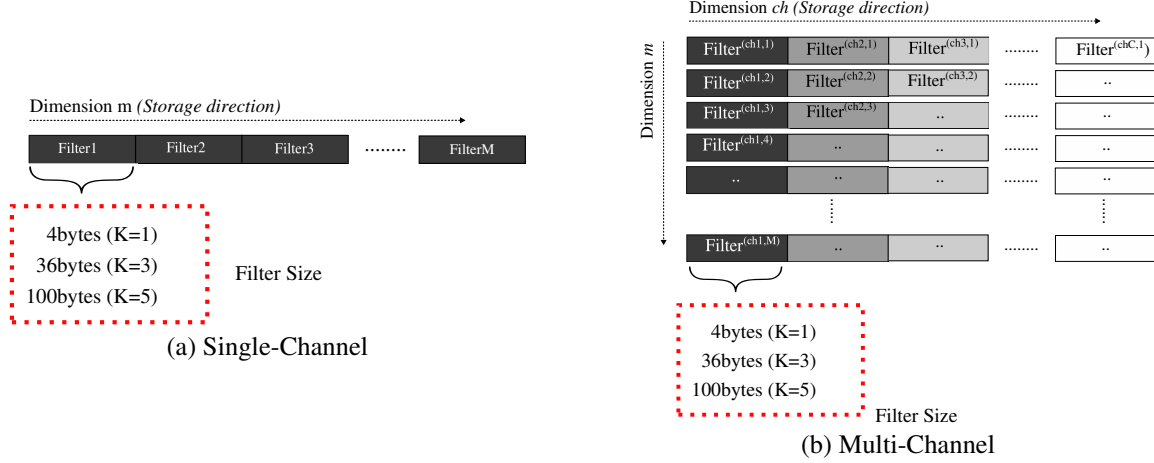 Dimension m (Storage direction)
Filter1 Filter2 Filter3 ........ FilterM
4bytes (K=1)
36bytes (K=3)
100bytes (K=5)
Filter Size
(a) Single-Channel
Dimension ch (Storage direction)
Dimension m
Filter(ch1,1) Filter(ch2,1) Filter(ch3,1) ........ Filter(chC,1)
Filter(ch1,2) Filter(ch2,2) Filter(ch3,2) ........ ..
Filter(ch1,3) Filter(ch2,3) .. ........ ..
Filter(ch1,4) .. .. ........ ..
.. .. .. ........ ..
Filter(ch1,M) .. .. ........ ..
4bytes (K=1)
36bytes (K=3)
100bytes (K=5)
Filter Size
(b) Multi-Channel